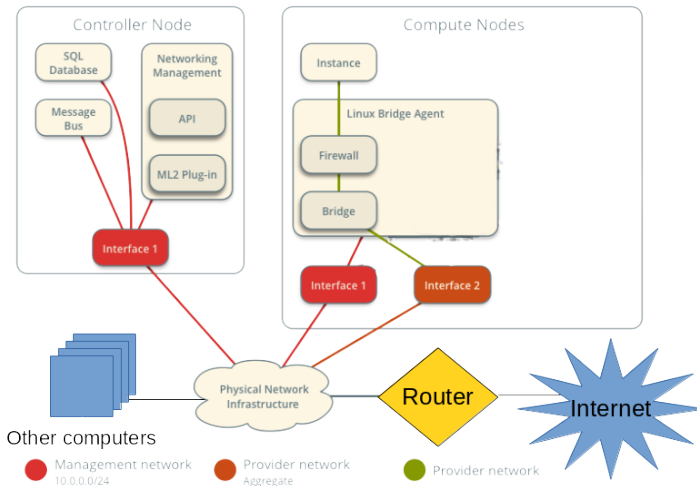 Controller Node
SQL
Database
Networking
Management
Message
Bus
API
ML2 Plug-in
Interface 1
Compute Nodes
Instance
Linux Bridge Agent
Firewall
Bridge
Interface 1
Interface 2
Physical Network
Infrastructure
Router
Internet
Other computers
Management network
10.0.0.0/24
Provider network
Aggregate
Provider network